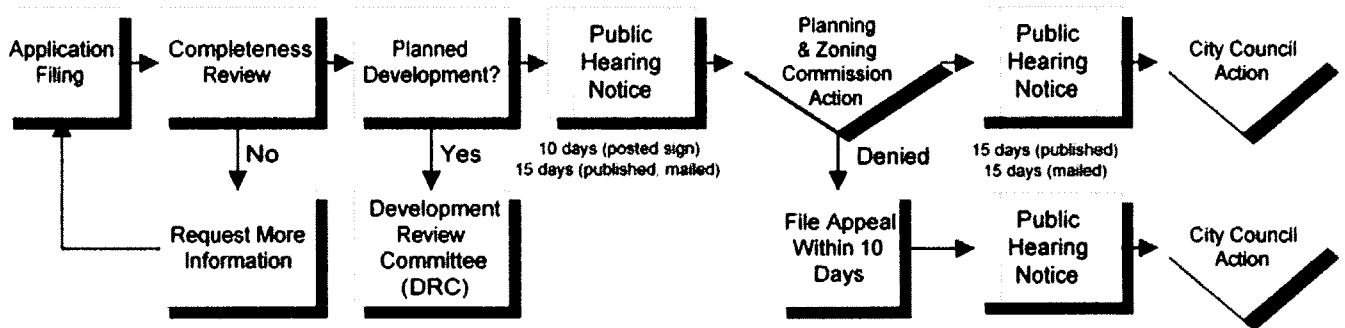 Application
Filing
Completeness
Review
Planned
Development?
Public
Hearing
Notice
Planning
& Zoning
Commission
Action
Public
Hearing
Notice
City Council
Action
No
Yes
10 days (posted sign)
15 days (published, mailed)
Denied
15 days (published)
15 days (mailed)
Request More
Information
Development
Review
Committee
(DRC)
File Appeal
Within 10
Days
Public
Hearing
Notice
City Council
Action